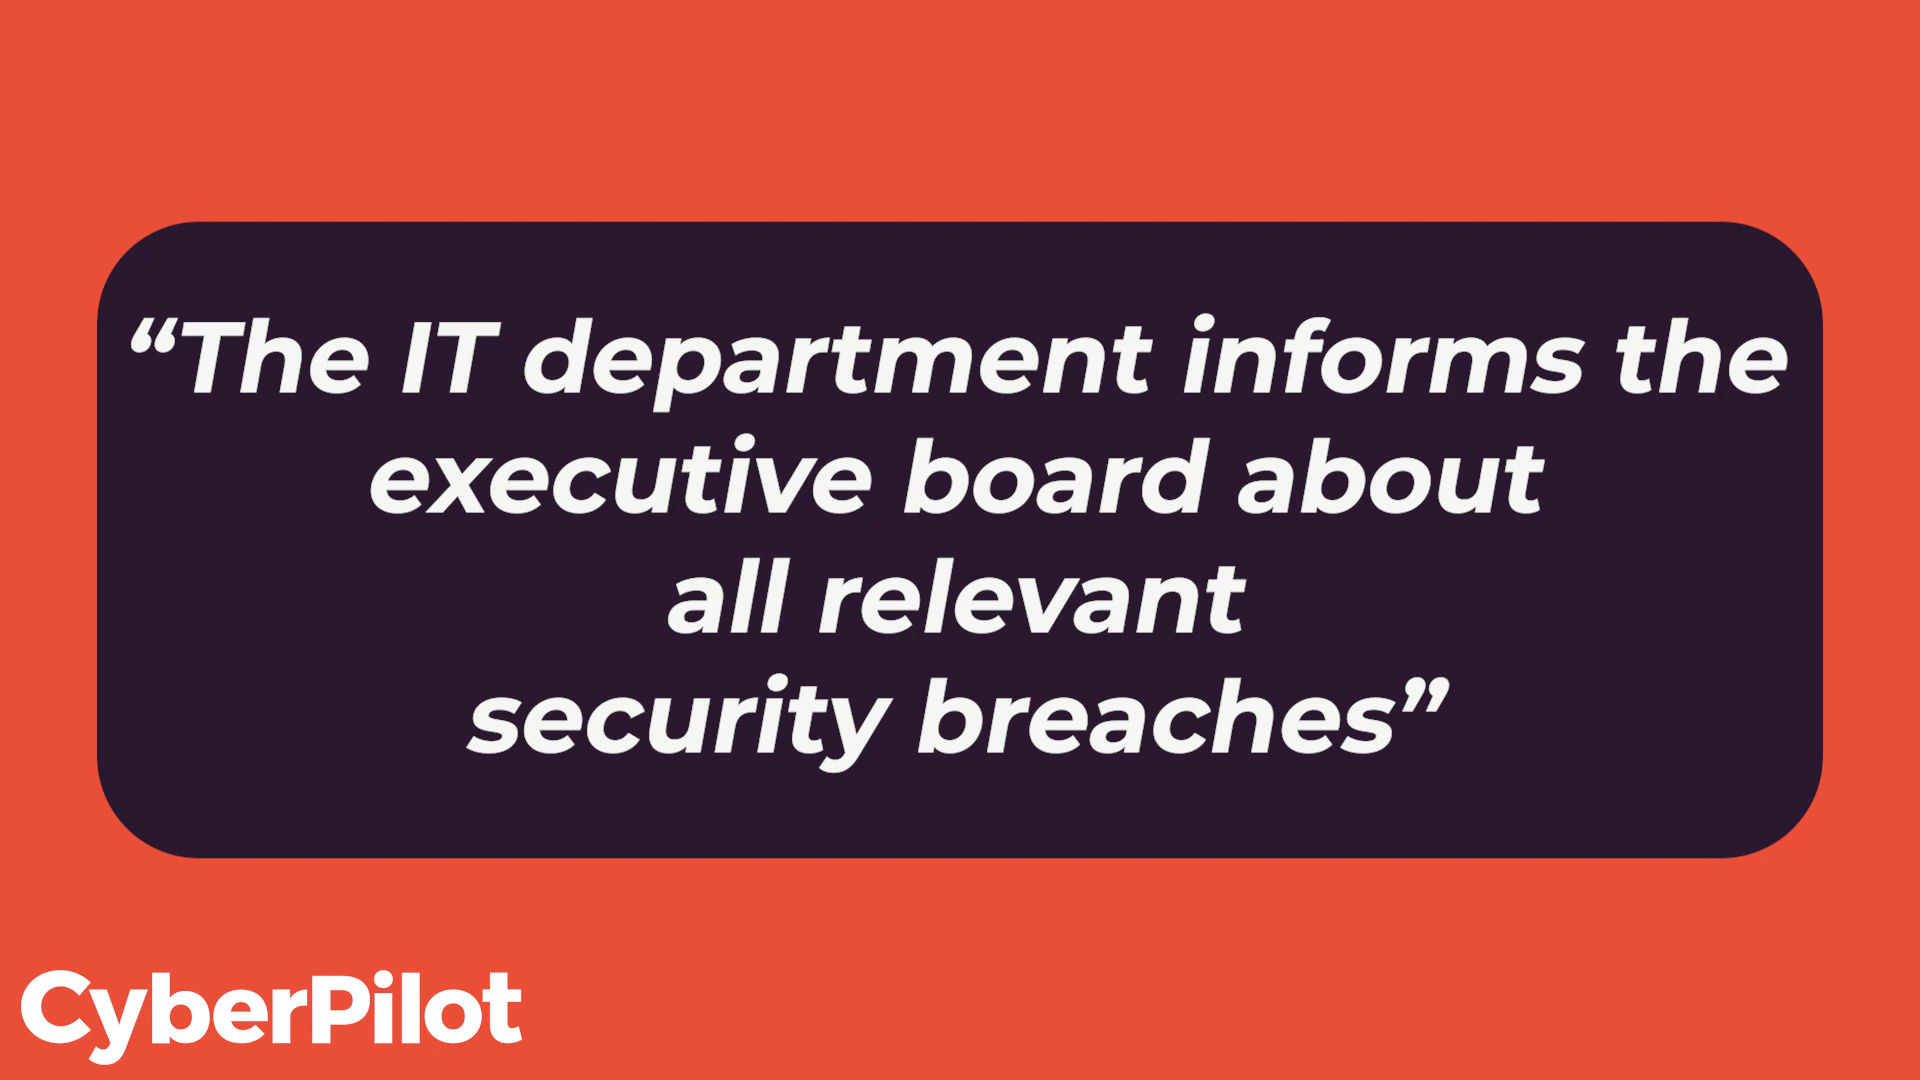 “The IT department informs the
executive board about
all relevant
security breaches”
CyberPilot